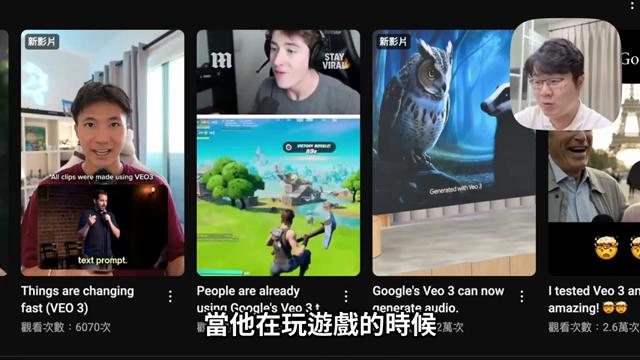 新影片
*All clips were made using VEO3
text prompt.
Things are changing
fast (VEO 3)
觀看次數：6070次
STAY
VIRAL
VICTORY ROYALE!
People are already
using Google's Veo 3 t
新影片
Generated with Veo 3
Google's Veo 3 can now
generate audio.
2萬次
Go
I tested Veo 3 an
amazing!
觀看次數：2.6萬次
當他在玩遊戲的時候